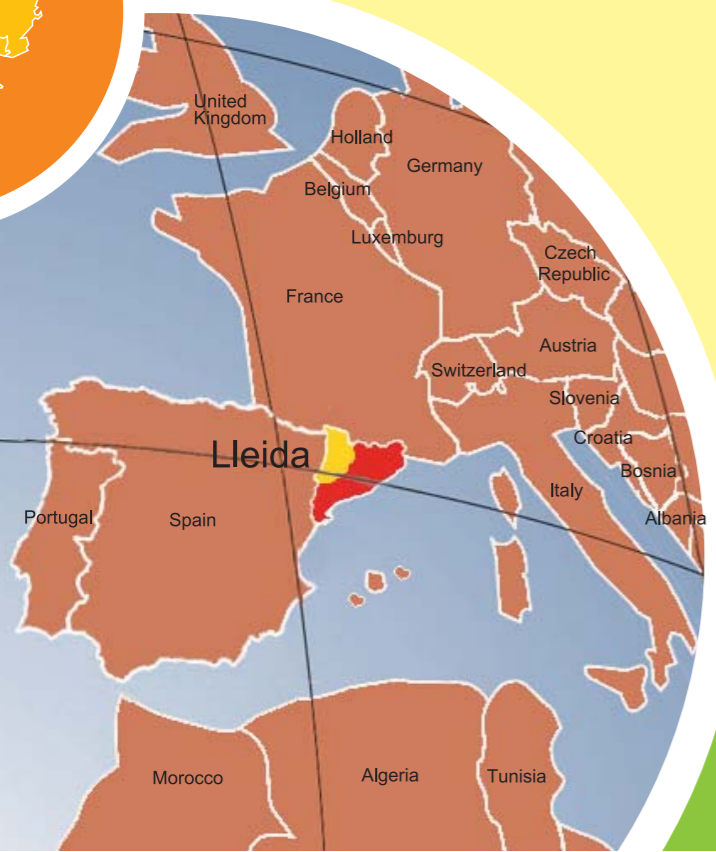 United
Kingdom
Holland
Germany
Belgium
Luxemburg
Czech
Republic
France
Austria
Switzerland
Slovenia
Croatia
Lleida
Bosnia
Italy
Portugal
Spain
Albania
Morocco
Algeria
Tunisia